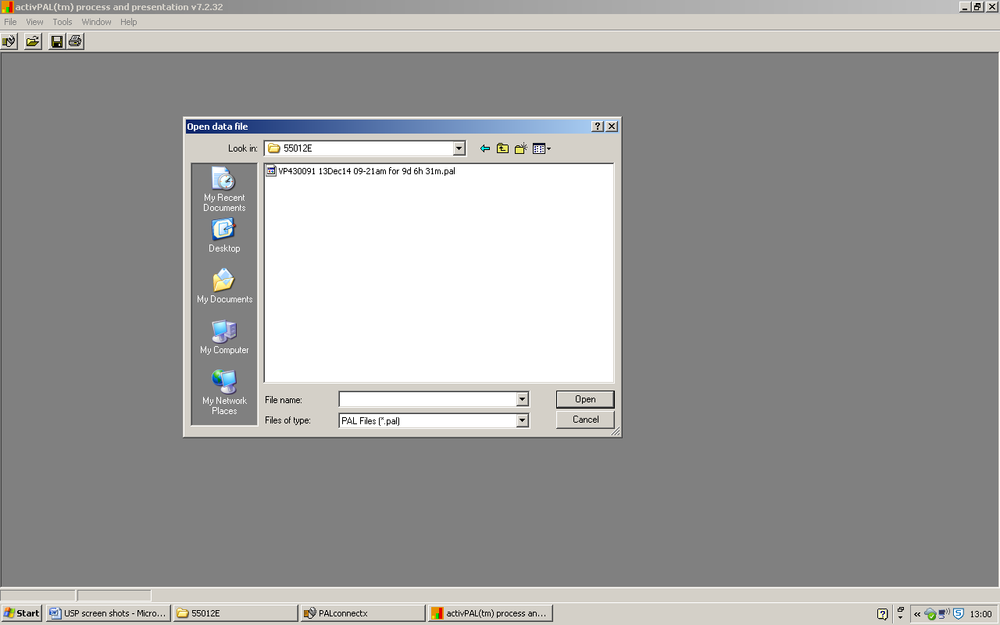 activPAL(tm) process and presentation v7.2.32
File View Tools Window Help
Open data file
Look in: 55012E
VP430091 13Dec14 09-21am for 9d 6h 31m.pal
My Recent
Documents
Desktop
My Documents
My Computer
My Network
Places
File name:
Open
Files of type: PAL Files (*.pal)
Cancel
Start USP screen shots - Micro... 55012E PALconnectx activPAL(tm) process an... « 13:00